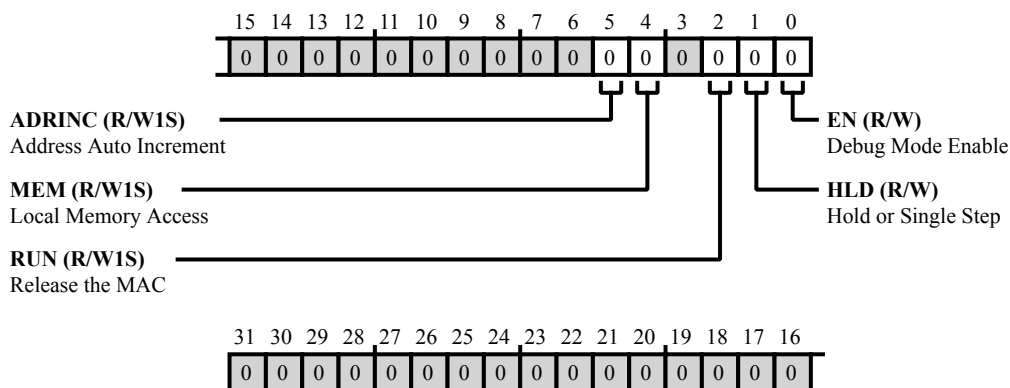 15 14 13 12 11 10 9 8 7 6 5 4 3 2 1 0
0 0 0 0 0 0 0 0 0 0 0 0 0 0 0 0
ADRINC (R/W1S)
Address Auto Increment
EN (R/W)
Debug Mode Enable
MEM (R/W1S)
Local Memory Access
HLD (R/W)
Hold or Single Step
RUN (R/W1S)
Release the MAC
31 30 29 28 27 26 25 24 23 22 21 20 19 18 17 16
0 0 0 0 0 0 0 0 0 0 0 0 0 0 0 0